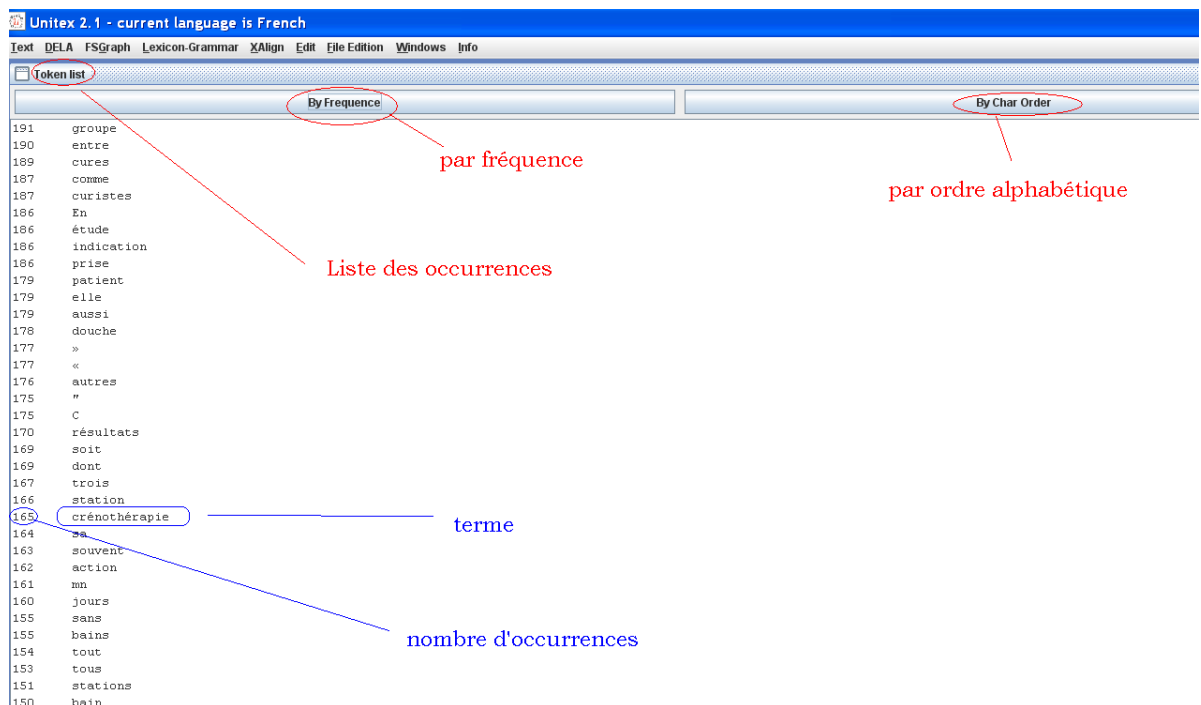 Unitex 2.1 - current language is French
Text DELA FSGraph Lexicon-Grammar XAlign Edit File Edition Windows Info
Token list
By Frequence By Char Order
191 groupe
190 entre
189 cures
187 comme
187 curistes
186 En
186 étude
186 indication
186 prise
179 patient
179 elle
179 aussi
178 douche
177 »
177 «
176 autres
175 "
175 C
170 résultats
169 soit
169 dont
167 trois
166 station
165 crénothérapie
164 sa
163 souvent
162 action
161 mn
160 jours
155 sans
155 bains
154 tout
153 tous
151 stations
150 bain
par fréquence
par ordre alphabétique
Liste des occurrences
terme
nombre d'occurrences